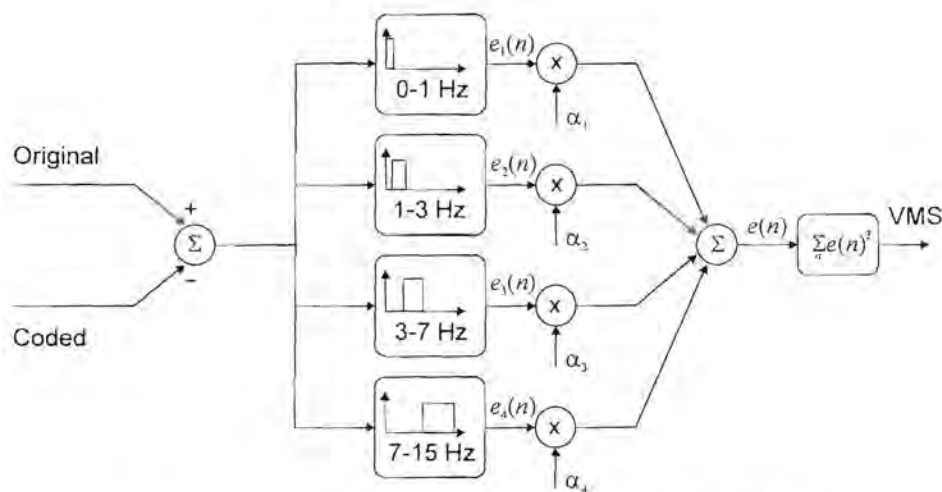 Original
+
Σ
−
Coded
0-1 Hz
e₁(n)
x
α₁
1-3 Hz
e₂(n)
x
α₂
3-7 Hz
e₃(n)
x
α₃
7-15 Hz
e₄(n)
x
α₄
Σ
e(n)
Σₙe(n)²
VMS